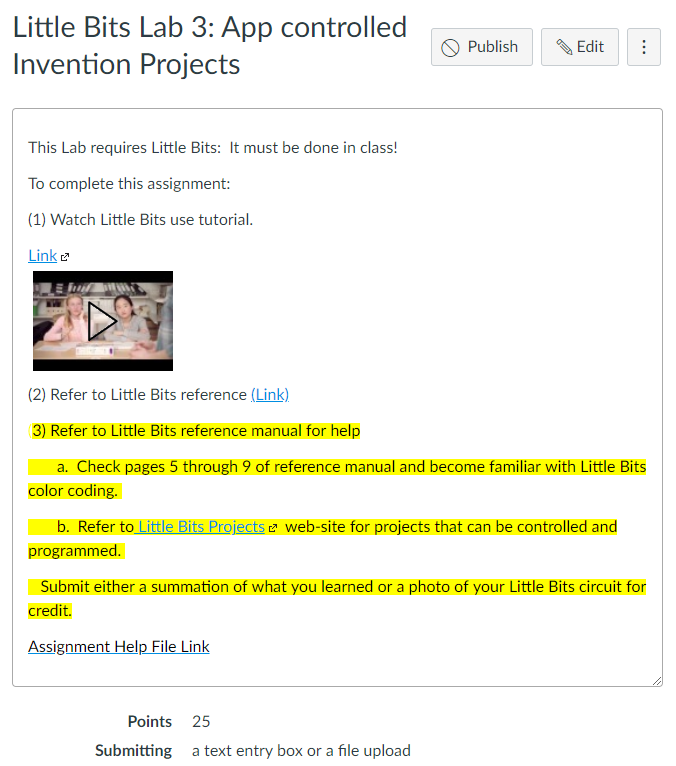 Little Bits Lab 3: App controlled
Invention Projects
Publish
Edit
This Lab requires Little Bits:  It must be done in class!
To complete this assignment:
(1) Watch Little Bits use tutorial.
Link
(2) Refer to Little Bits reference (Link)
3) Refer to Little Bits reference manual for help
a.  Check pages 5 through 9 of reference manual and become familiar with Little Bits
color coding.
b.  Refer to Little Bits Projects  web-site for projects that can be controlled and
programmed.
Submit either a summation of what you learned or a photo of your Little Bits circuit for
credit.
Assignment Help File Link
Points 25
Submitting a text entry box or a file upload